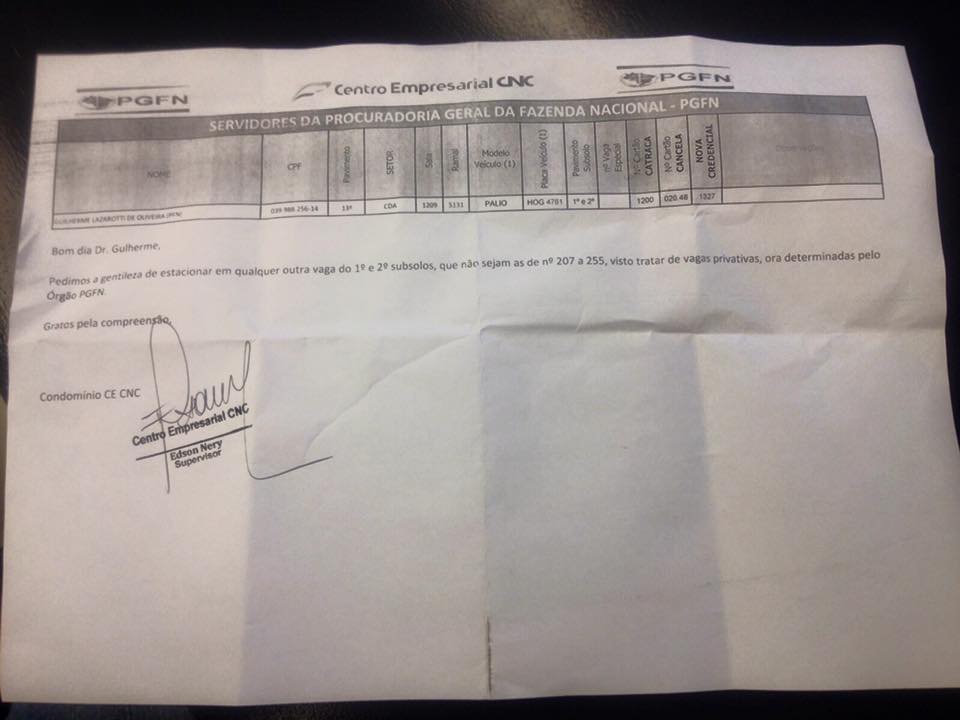 PGFN
Centro Empresarial CNC
PGFN
SERVIDORES DA PROCURADORIA GERAL DA FAZENDA NACIONAL - PGFN
NOME CPF Pavimento SETOR Sala Ramal Modelo Veículo (1) Placa Veículo (1) Pavimento Subsolo nº Vaga Especial Nº Cartão CATRACA Nº Cartão CANCELA NOVA CREDENCIAL Observações
GUILHERME LAZAROTTI DE OLIVEIRA 039 988 256-14 13º CDA 1209 5131 PALIO HOG 4761 1º e 2º 1200 020.48 1327
Bom dia Dr. Gulherme,
Pedimos a gentileza de estacionar em qualquer outra vaga do 1º e 2º subsolos, que não sejam as de nº 207 a 255, visto tratar de vagas privativas, ora determinadas pelo
Órgão PGFN.
Gratos pela compreensão,
Condomínio CE CNC
Centro Empresarial CNC
Edson Nery
Supervisor